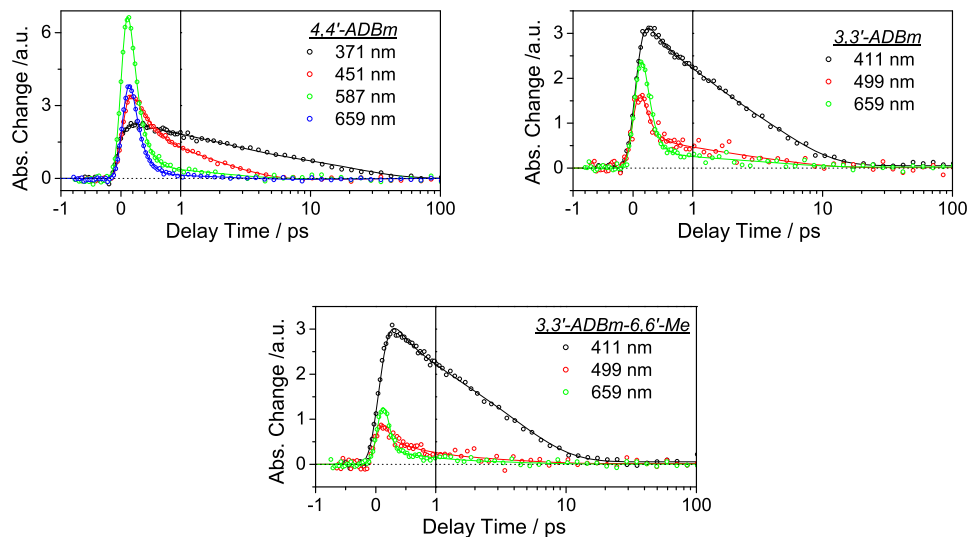 Abs. Change /a.u.
6
3
0
-1
0
1
10
100
Delay Time / ps
4,4'-ADBm
371 nm
451 nm
587 nm
659 nm
Abs. Change /a.u.
3
2
1
0
-1
0
1
10
100
Delay Time / ps
3,3'-ADBm
411 nm
499 nm
659 nm
Abs. Change /a.u.
3
2
1
0
-1
0
1
10
100
Delay Time / ps
3,3'-ADBm-6,6'-Me
411 nm
499 nm
659 nm